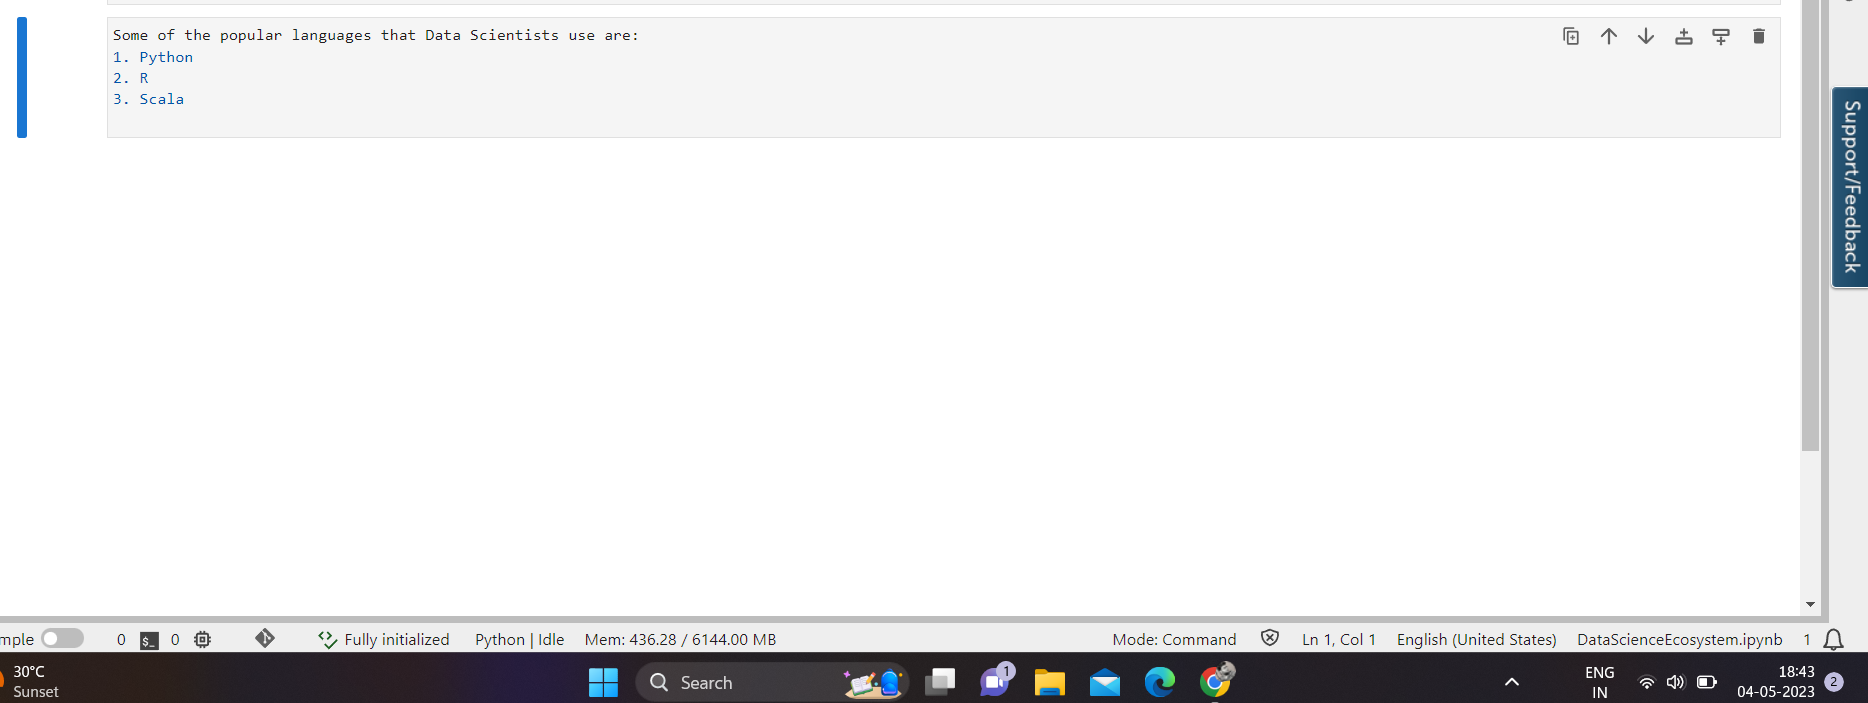 Some of the popular languages that Data Scientists use are:
1. Python
2. R
3. Scala
Support/Feedback
mple 0 $_ 0 Fully initialized Python | Idle Mem: 436.28 / 6144.00 MB Mode: Command Ln 1, Col 1 English (United States) DataScienceEcosystem.ipynb 1
30°C
Sunset
Search
1
ENG
IN
18:43
04-05-2023
2